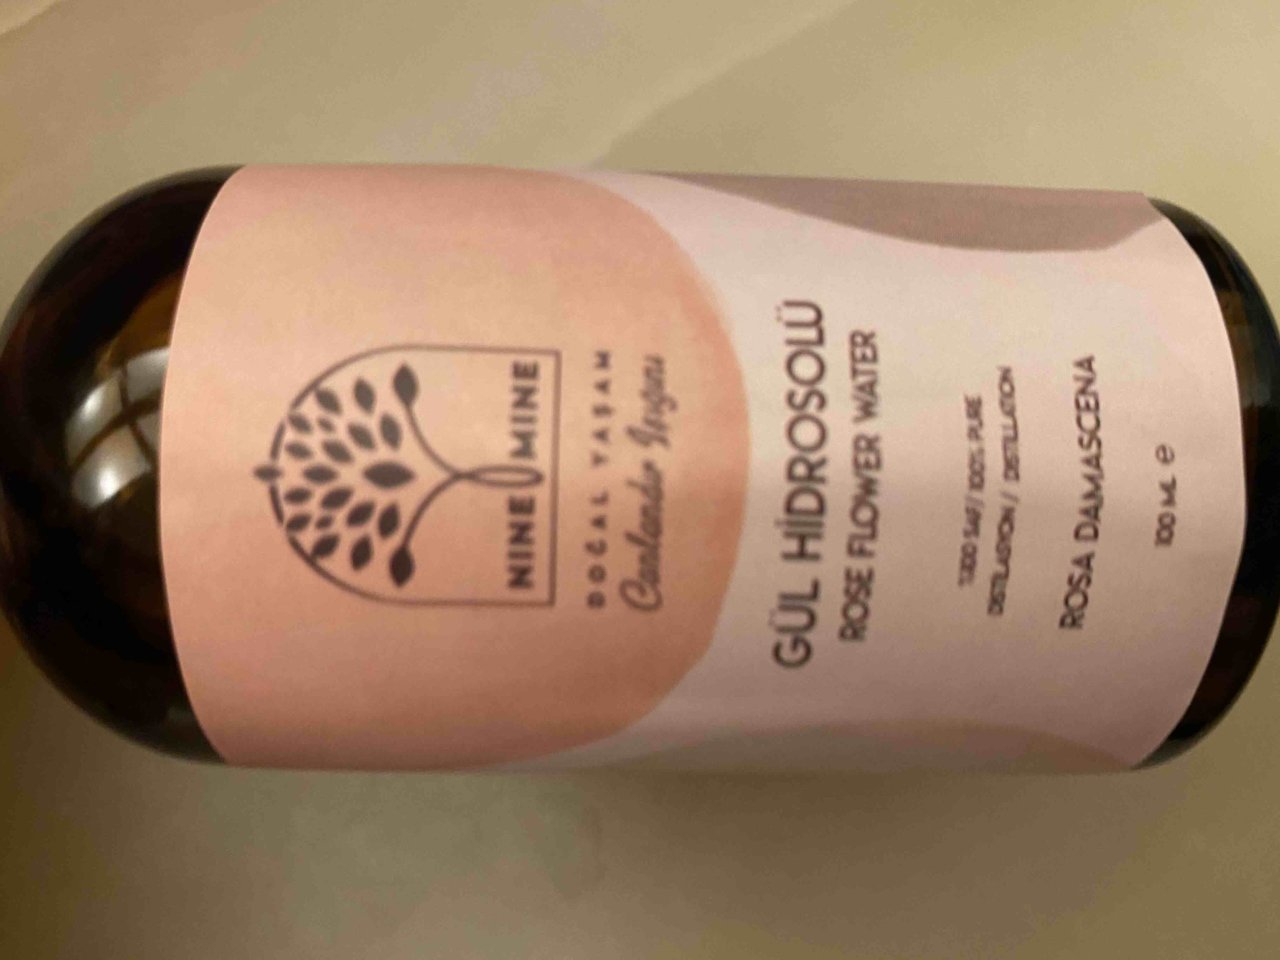 NINE MINE
DOĞAL YAŞAM
GÜL HİDROSOLÜ
ROSE FLOWER WATER
%100 SAF/ 100% PURE
DISTILASYON / DISTILLATION
ROSA DAMASCENA
100 ML e